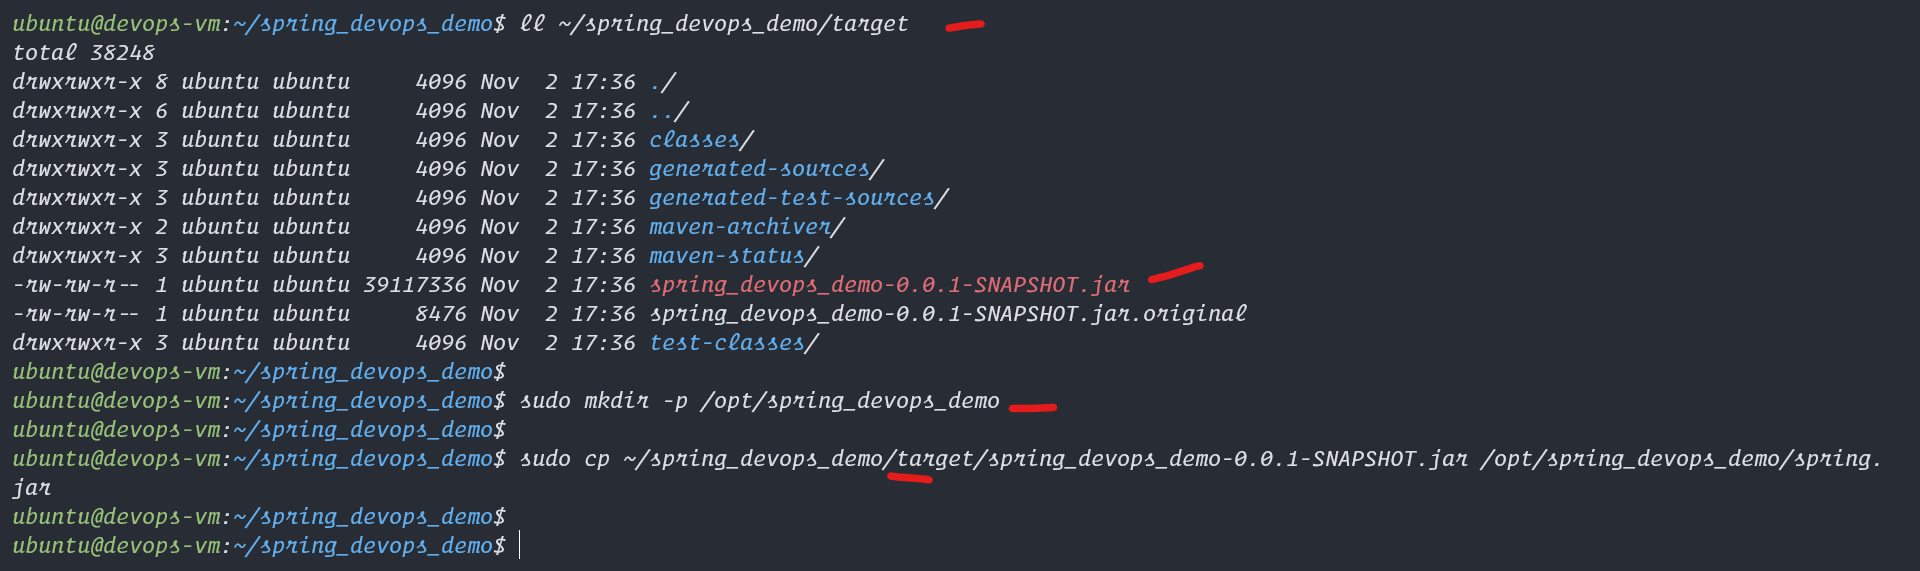 ubuntu@devops-vm:~/spring_devops_demo$ ll ~/spring_devops_demo/target
total 38248
drwxrwxr-x 8 ubuntu ubuntu     4096 Nov  2 17:36 ./
drwxrwxr-x 6 ubuntu ubuntu     4096 Nov  2 17:36 ../
drwxrwxr-x 3 ubuntu ubuntu     4096 Nov  2 17:36 classes/
drwxrwxr-x 3 ubuntu ubuntu     4096 Nov  2 17:36 generated-sources/
drwxrwxr-x 3 ubuntu ubuntu     4096 Nov  2 17:36 generated-test-sources/
drwxrwxr-x 2 ubuntu ubuntu     4096 Nov  2 17:36 maven-archiver/
drwxrwxr-x 3 ubuntu ubuntu     4096 Nov  2 17:36 maven-status/
-rw-rw-r-- 1 ubuntu ubuntu 39117336 Nov  2 17:36 spring_devops_demo-0.0.1-SNAPSHOT.jar
-rw-rw-r-- 1 ubuntu ubuntu     8476 Nov  2 17:36 spring_devops_demo-0.0.1-SNAPSHOT.jar.original
drwxrwxr-x 3 ubuntu ubuntu     4096 Nov  2 17:36 test-classes/
ubuntu@devops-vm:~/spring_devops_demo$
ubuntu@devops-vm:~/spring_devops_demo$ sudo mkdir -p /opt/spring_devops_demo
ubuntu@devops-vm:~/spring_devops_demo$
ubuntu@devops-vm:~/spring_devops_demo$ sudo cp ~/spring_devops_demo/target/spring_devops_demo-0.0.1-SNAPSHOT.jar /opt/spring_devops_demo/spring.
jar
ubuntu@devops-vm:~/spring_devops_demo$
ubuntu@devops-vm:~/spring_devops_demo$